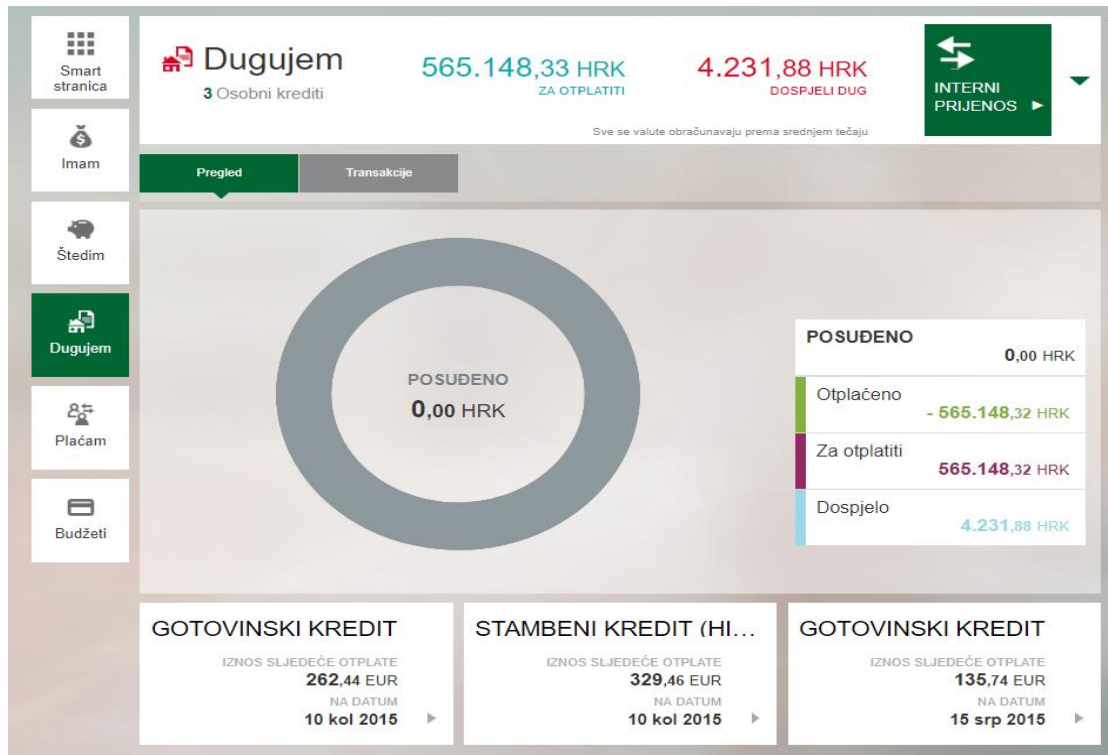 Smart
stranica
Imam
Štedim
Dugujem
Plaćam
Budžeti
Dugujem
3 Osobni krediti
565.148,33 HRK
ZA OTPLATITI
4.231,88 HRK
DOSPJELI DUG
Sve se valute obračunavaju prema srednjem tečaju
INTERNI
PRIJENOS
Pregled
Transakcije
POSUĐENO
0,00 HRK
POSUĐENO
0,00 HRK
Otplaćeno
- 565.148,32 HRK
Za otplatiti
565.148,32 HRK
Dospjelo
4.231,88 HRK
GOTOVINSKI KREDIT
IZNOS SLJEDEĆE OTPLATE
262,44 EUR
NA DATUM
10 kol 2015
STAMBENI KREDIT (HI...
IZNOS SLJEDEĆE OTPLATE
329,46 EUR
NA DATUM
10 kol 2015
GOTOVINSKI KREDIT
IZNOS SLJEDEĆE OTPLATE
135,74 EUR
NA DATUM
15 srp 2015